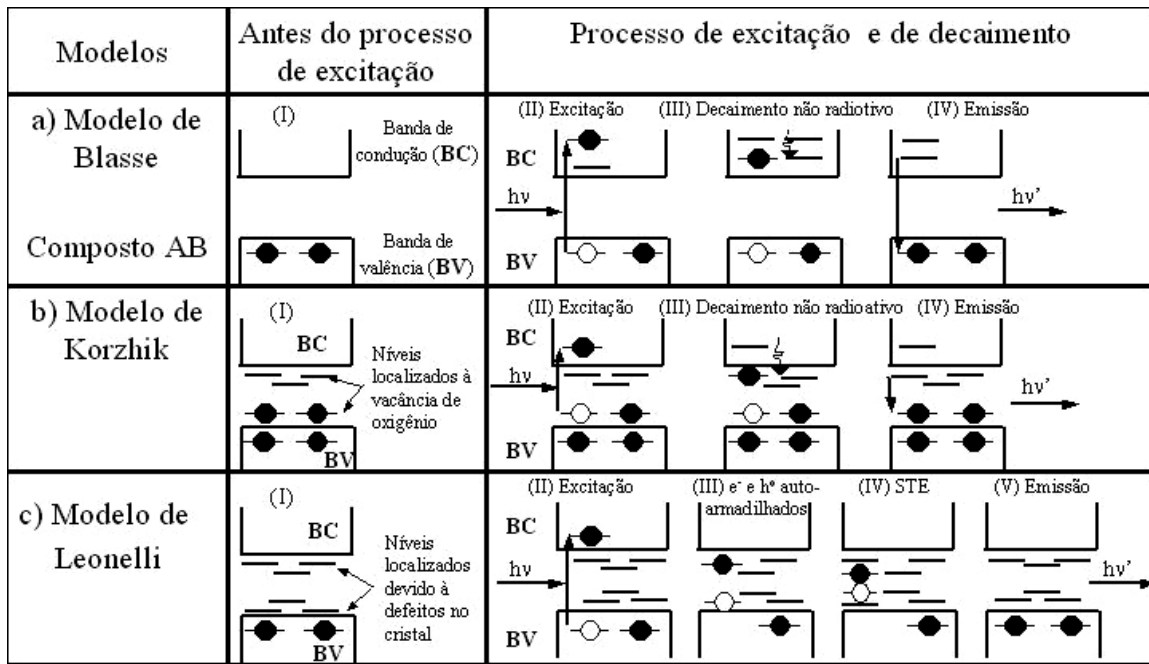 Modelos
Antes do processo
de excitação
Processo de excitação e de decaimento
a) Modelo de
Blasse
Composto AB
(I)
Banda de
condução (BC)
Banda de
valência (BV)
(II) Excitação
(III) Decaimento não radiotivo
(IV) Emissão
BC
hν
hν'
BV
b) Modelo de
Korzhik
(I)
BC
Níveis
localizados à
vacância de
oxigênio
BV
(II) Excitação
(III) Decaimento não radoativo
(IV) Emissão
BC
hν
hν'
BV
c) Modelo de
Leonelli
(I)
BC
Níveis
localizados
devido à
defeitos no
cristal
BV
(II) Excitação
(III) e- e hº auto-
armadilhados
(IV) STE
(V) Emissão
BC
hν
hν'
BV